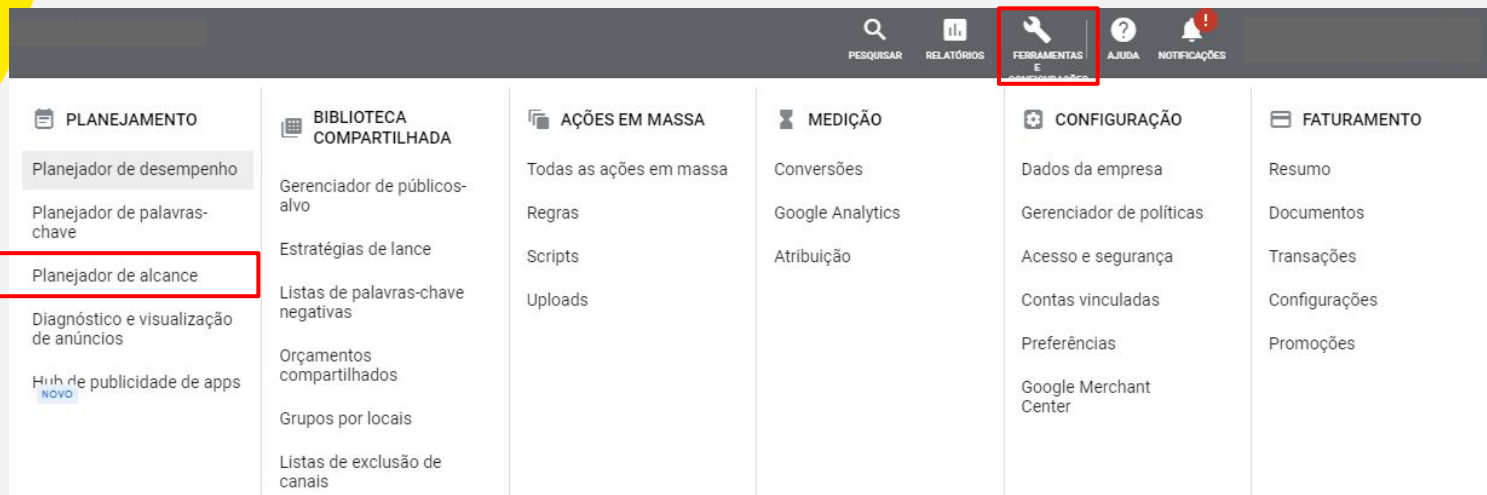 PESQUISAR
RELATÓRIOS
FERRAMENTAS
E
CONFIGURAÇÕES
AJUDA
NOTIFICAÇÕES
PLANEJAMENTO
Planejador de desempenho
Planejador de palavras-
chave
Planejador de alcance
Diagnóstico e visualização
de anúncios
Hub de publicidade de apps
NOVO
BIBLIOTECA
COMPARTILHADA
Gerenciador de públicos-
alvo
Estratégias de lance
Listas de palavras-chave
negativas
Orçamentos
compartilhados
Grupos por locais
Listas de exclusão de
canais
AÇÕES EM MASSA
Todas as ações em massa
Regras
Scripts
Uploads
MEDIÇÃO
Conversões
Google Analytics
Atribuição
CONFIGURAÇÃO
Dados da empresa
Gerenciador de políticas
Acesso e segurança
Contas vinculadas
Preferências
Google Merchant
Center
FATURAMENTO
Resumo
Documentos
Transações
Configurações
Promoções